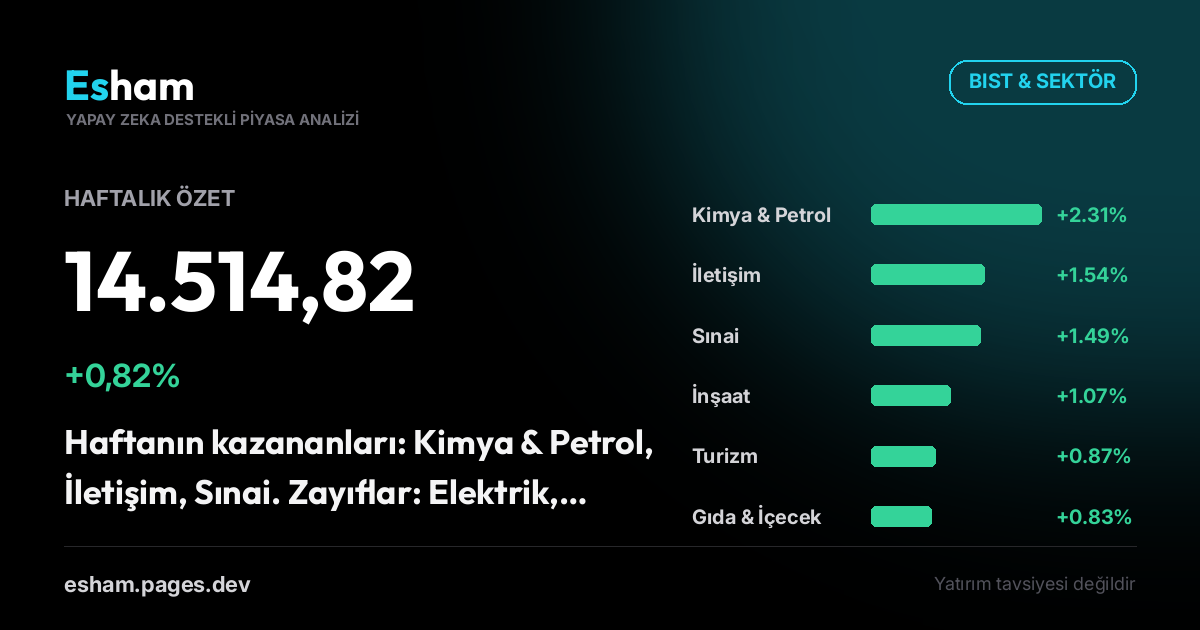 Esham
YAPAY ZEKA DESTEKLİ PİYASA ANALİZİ
BIST & SEKTÖR
HAFTALIK ÖZET
14.514,82
+0,82%
Haftanın kazananları: Kimya & Petrol,
İletişim, Sınai. Zayıflar: Elektrik,...
Kimya & Petrol +2.31%
İletişim +1.54%
Sınai +1.49%
İnşaat +1.07%
Turizm +0.87%
Gıda & İçecek +0.83%
esham.pages.dev
Yatırım tavsiyesi değildir